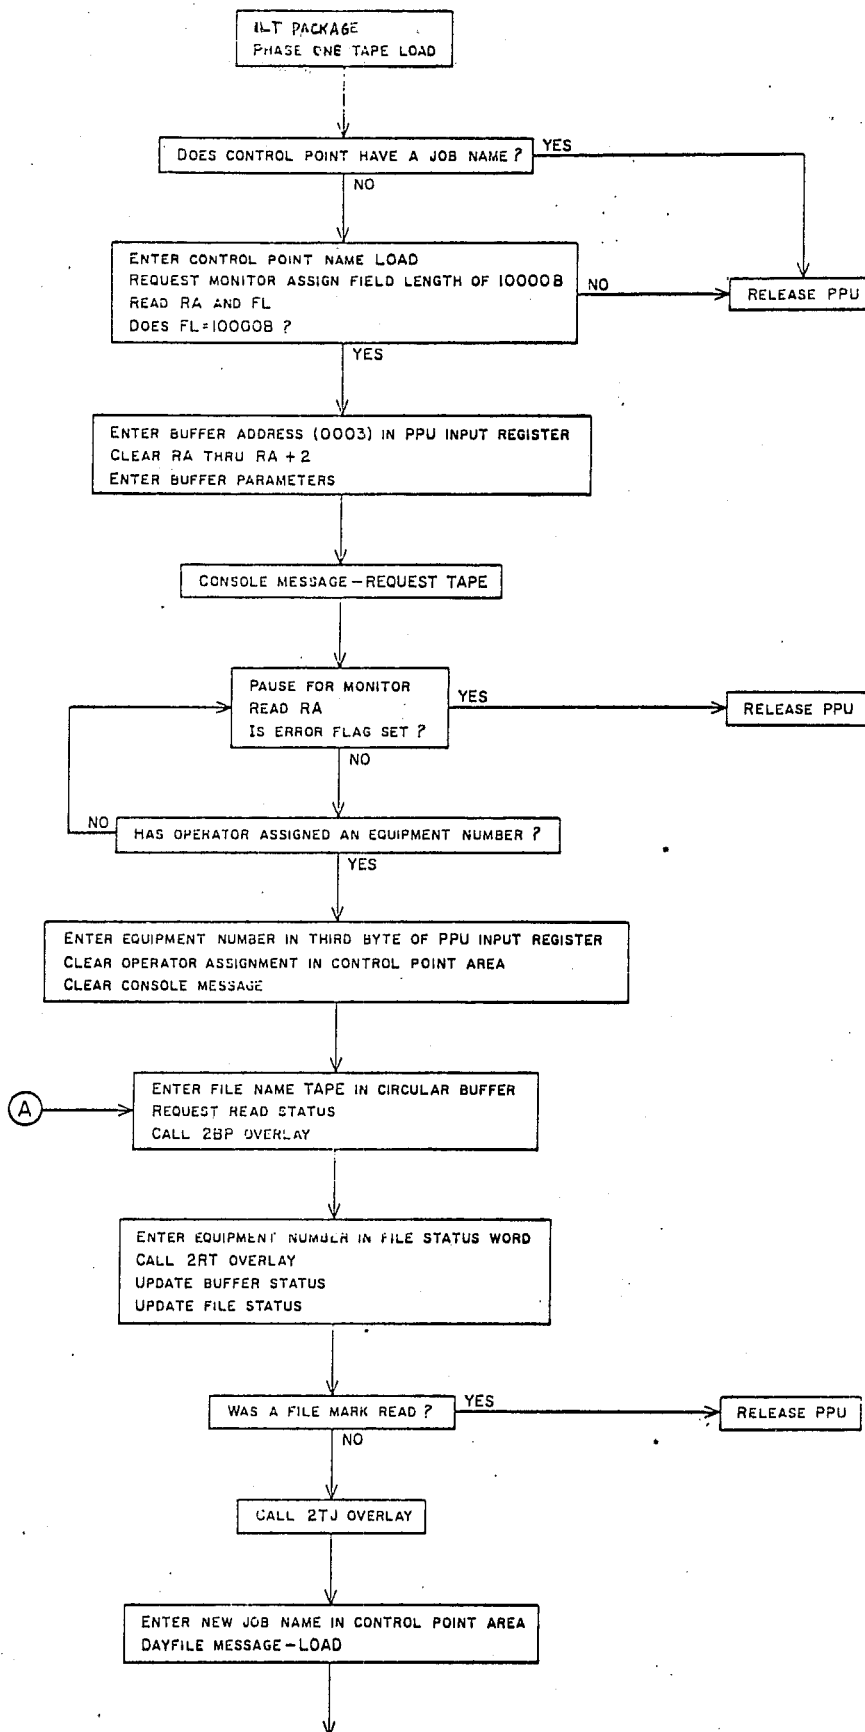 1LT PACKAGE
PHASE ONE TAPE LOAD
DOES CONTROL POINT HAVE A JOB NAME ?
YES
NO
ENTER CONTROL POINT NAME LOAD
REQUEST MONITOR ASSIGN FIELD LENGTH OF 10000B
READ RA AND FL
DOES FL=10000B ?
NO
RELEASE PPU
YES
ENTER BUFFER ADDRESS (0003) IN PPU INPUT REGISTER
CLEAR RA THRU RA + 2
ENTER BUFFER PARAMETERS
CONSOLE MESSAGE – REQUEST TAPE
PAUSE FOR MONITOR
READ RA
IS ERROR FLAG SET ?
YES
RELEASE PPU
NO
NO
HAS OPERATOR ASSIGNED AN EQUIPMENT NUMBER ?
YES
ENTER EQUIPMENT NUMBER IN THIRD BYTE OF PPU INPUT REGISTER
CLEAR OPERATOR ASSIGNMENT IN CONTROL POINT AREA
CLEAR CONSOLE MESSAGE
A
ENTER FILE NAME TAPE IN CIRCULAR BUFFER
REQUEST READ STATUS
CALL 2BP OVERLAY
ENTER EQUIPMENT NUMBER IN FILE STATUS WORD
CALL 2RT OVERLAY
UPDATE BUFFER STATUS
UPDATE FILE STATUS
WAS A FILE MARK READ ?
YES
RELEASE PPU
NO
CALL 2TJ OVERLAY
ENTER NEW JOB NAME IN CONTROL POINT AREA
DAYFILE MESSAGE – LOAD